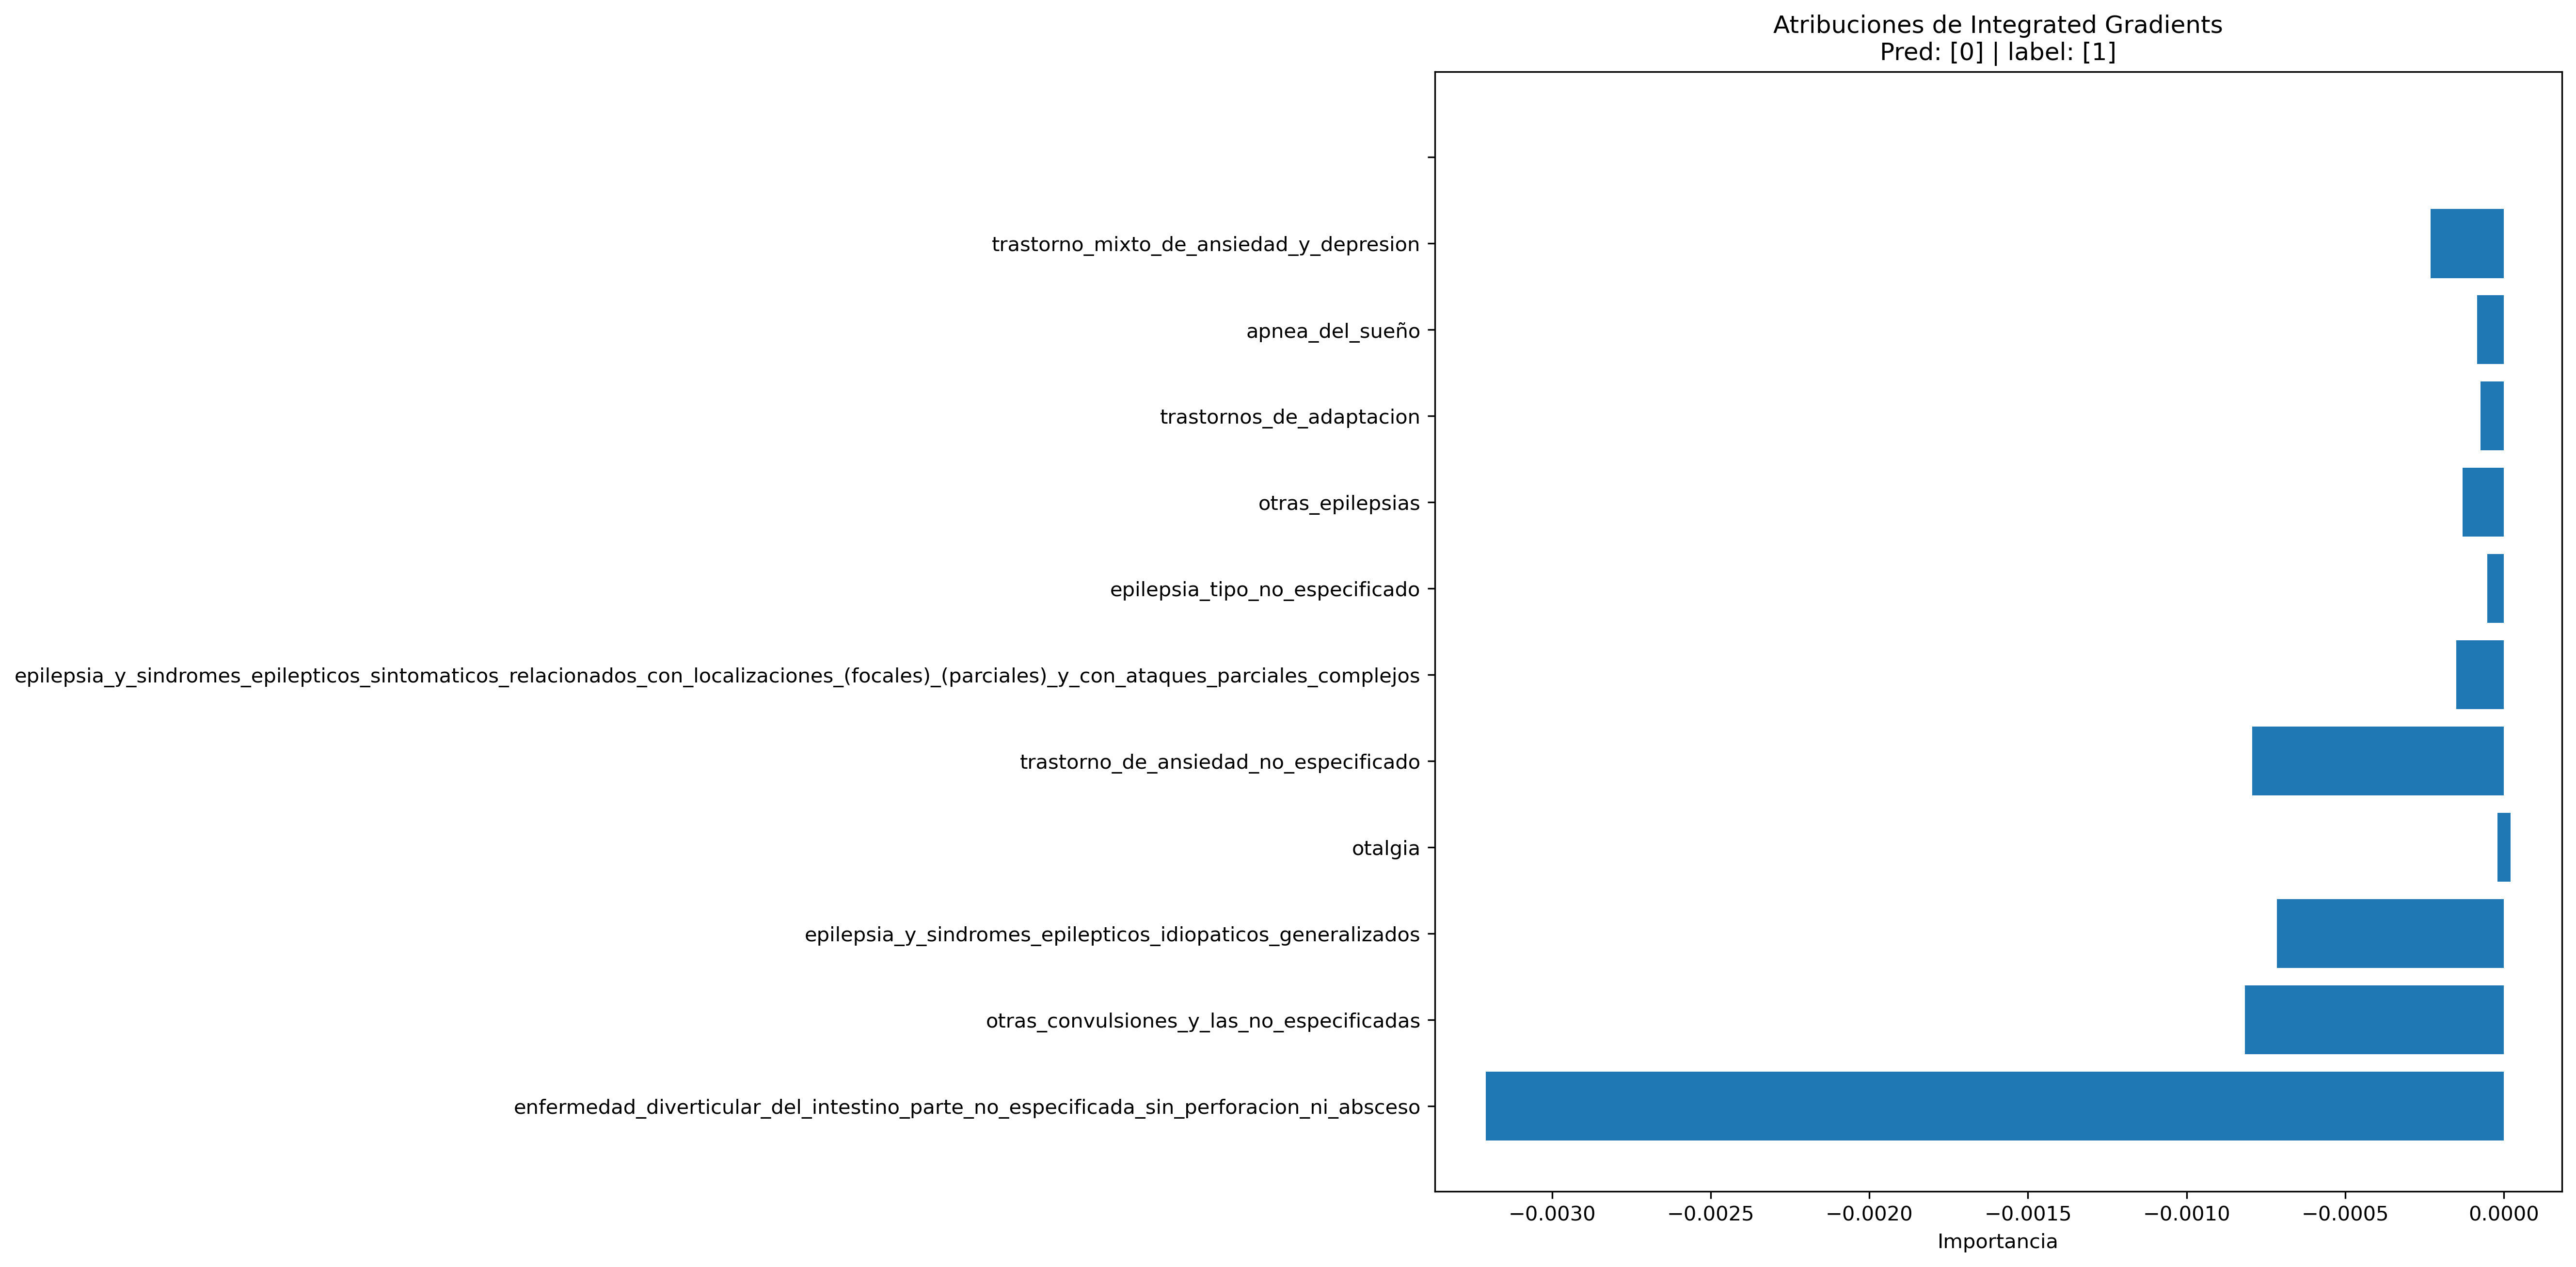 Atribuciones de Integrated Gradients
Pred: [0] | label: [1]
trastorno_mixto_de_ansiedad_y_depresion
apnea_del_sueño
trastornos_de_adaptacion
otras_epilepsias
epilepsia_tipo_no_especificado
epilepsia_y_sindromes_epilepticos_sintomaticos_relacionados_con_localizaciones_(focales)_(parciales)_y_con_ataques_parciales_complejos
trastorno_de_ansiedad_no_especificado
otalgia
epilepsia_y_sindromes_epilepticos_idiopaticos_generalizados
otras_convulsiones_y_las_no_especificadas
enfermedad_diverticular_del_intestino_parte_no_especificada_sin_perforacion_ni_absceso
−0.0030 −0.0025 −0.0020 −0.0015 −0.0010 −0.0005 0.0000
Importancia